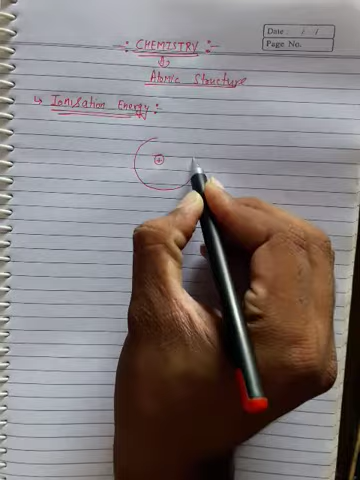 Date : / /
Page No.
-: CHEMISTRY :-
Atomic Structure
↳ Ionisation Energy :-
+